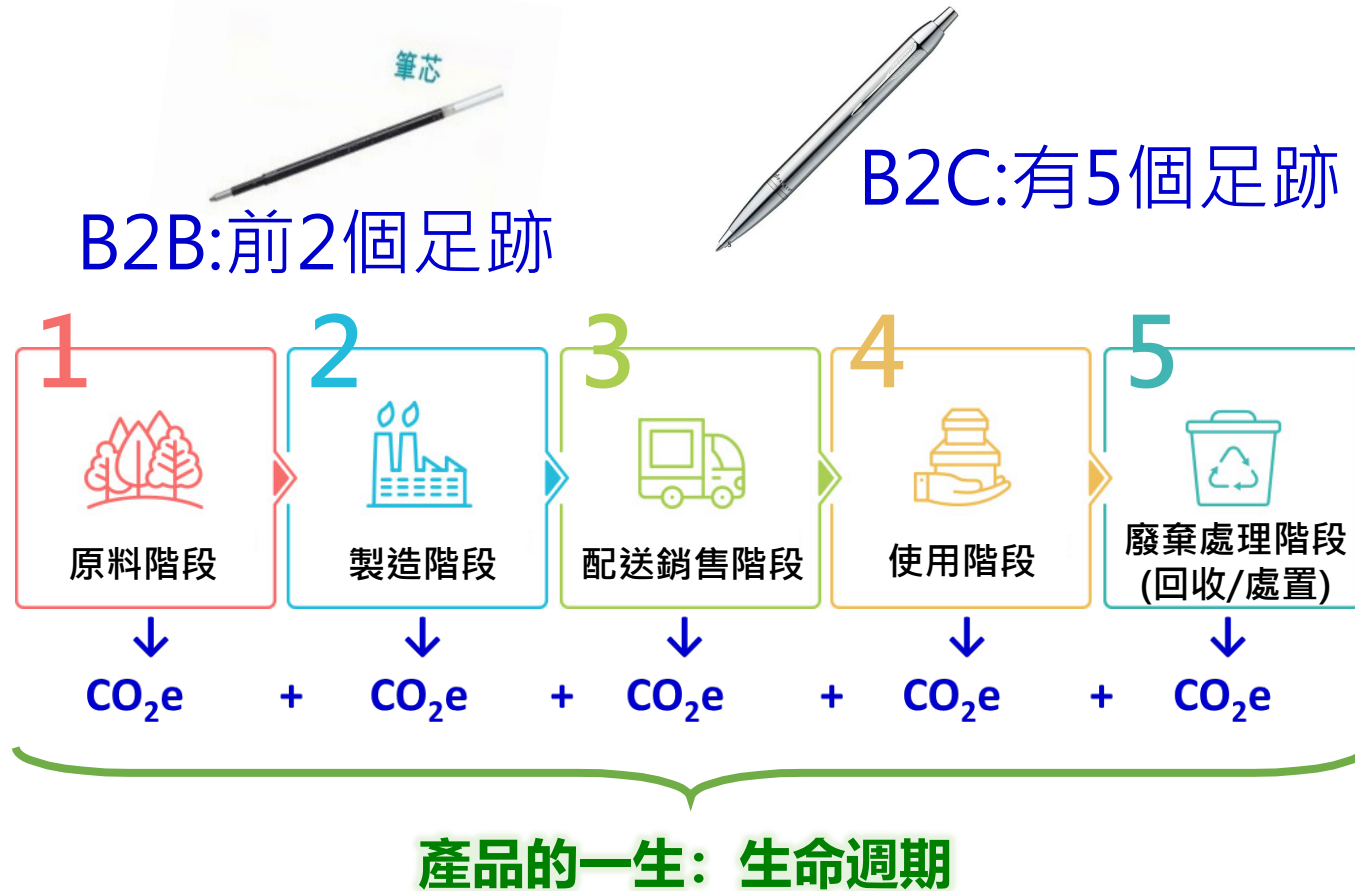 筆芯
B2B:前2個足跡
B2C:有5個足跡
1
2
3
4
5
原料階段
製造階段
配送銷售階段
使用階段
廢棄處理階段
(回收/處置)
CO₂e + CO₂e + CO₂e + CO₂e + CO₂e
產品的一生：生命週期